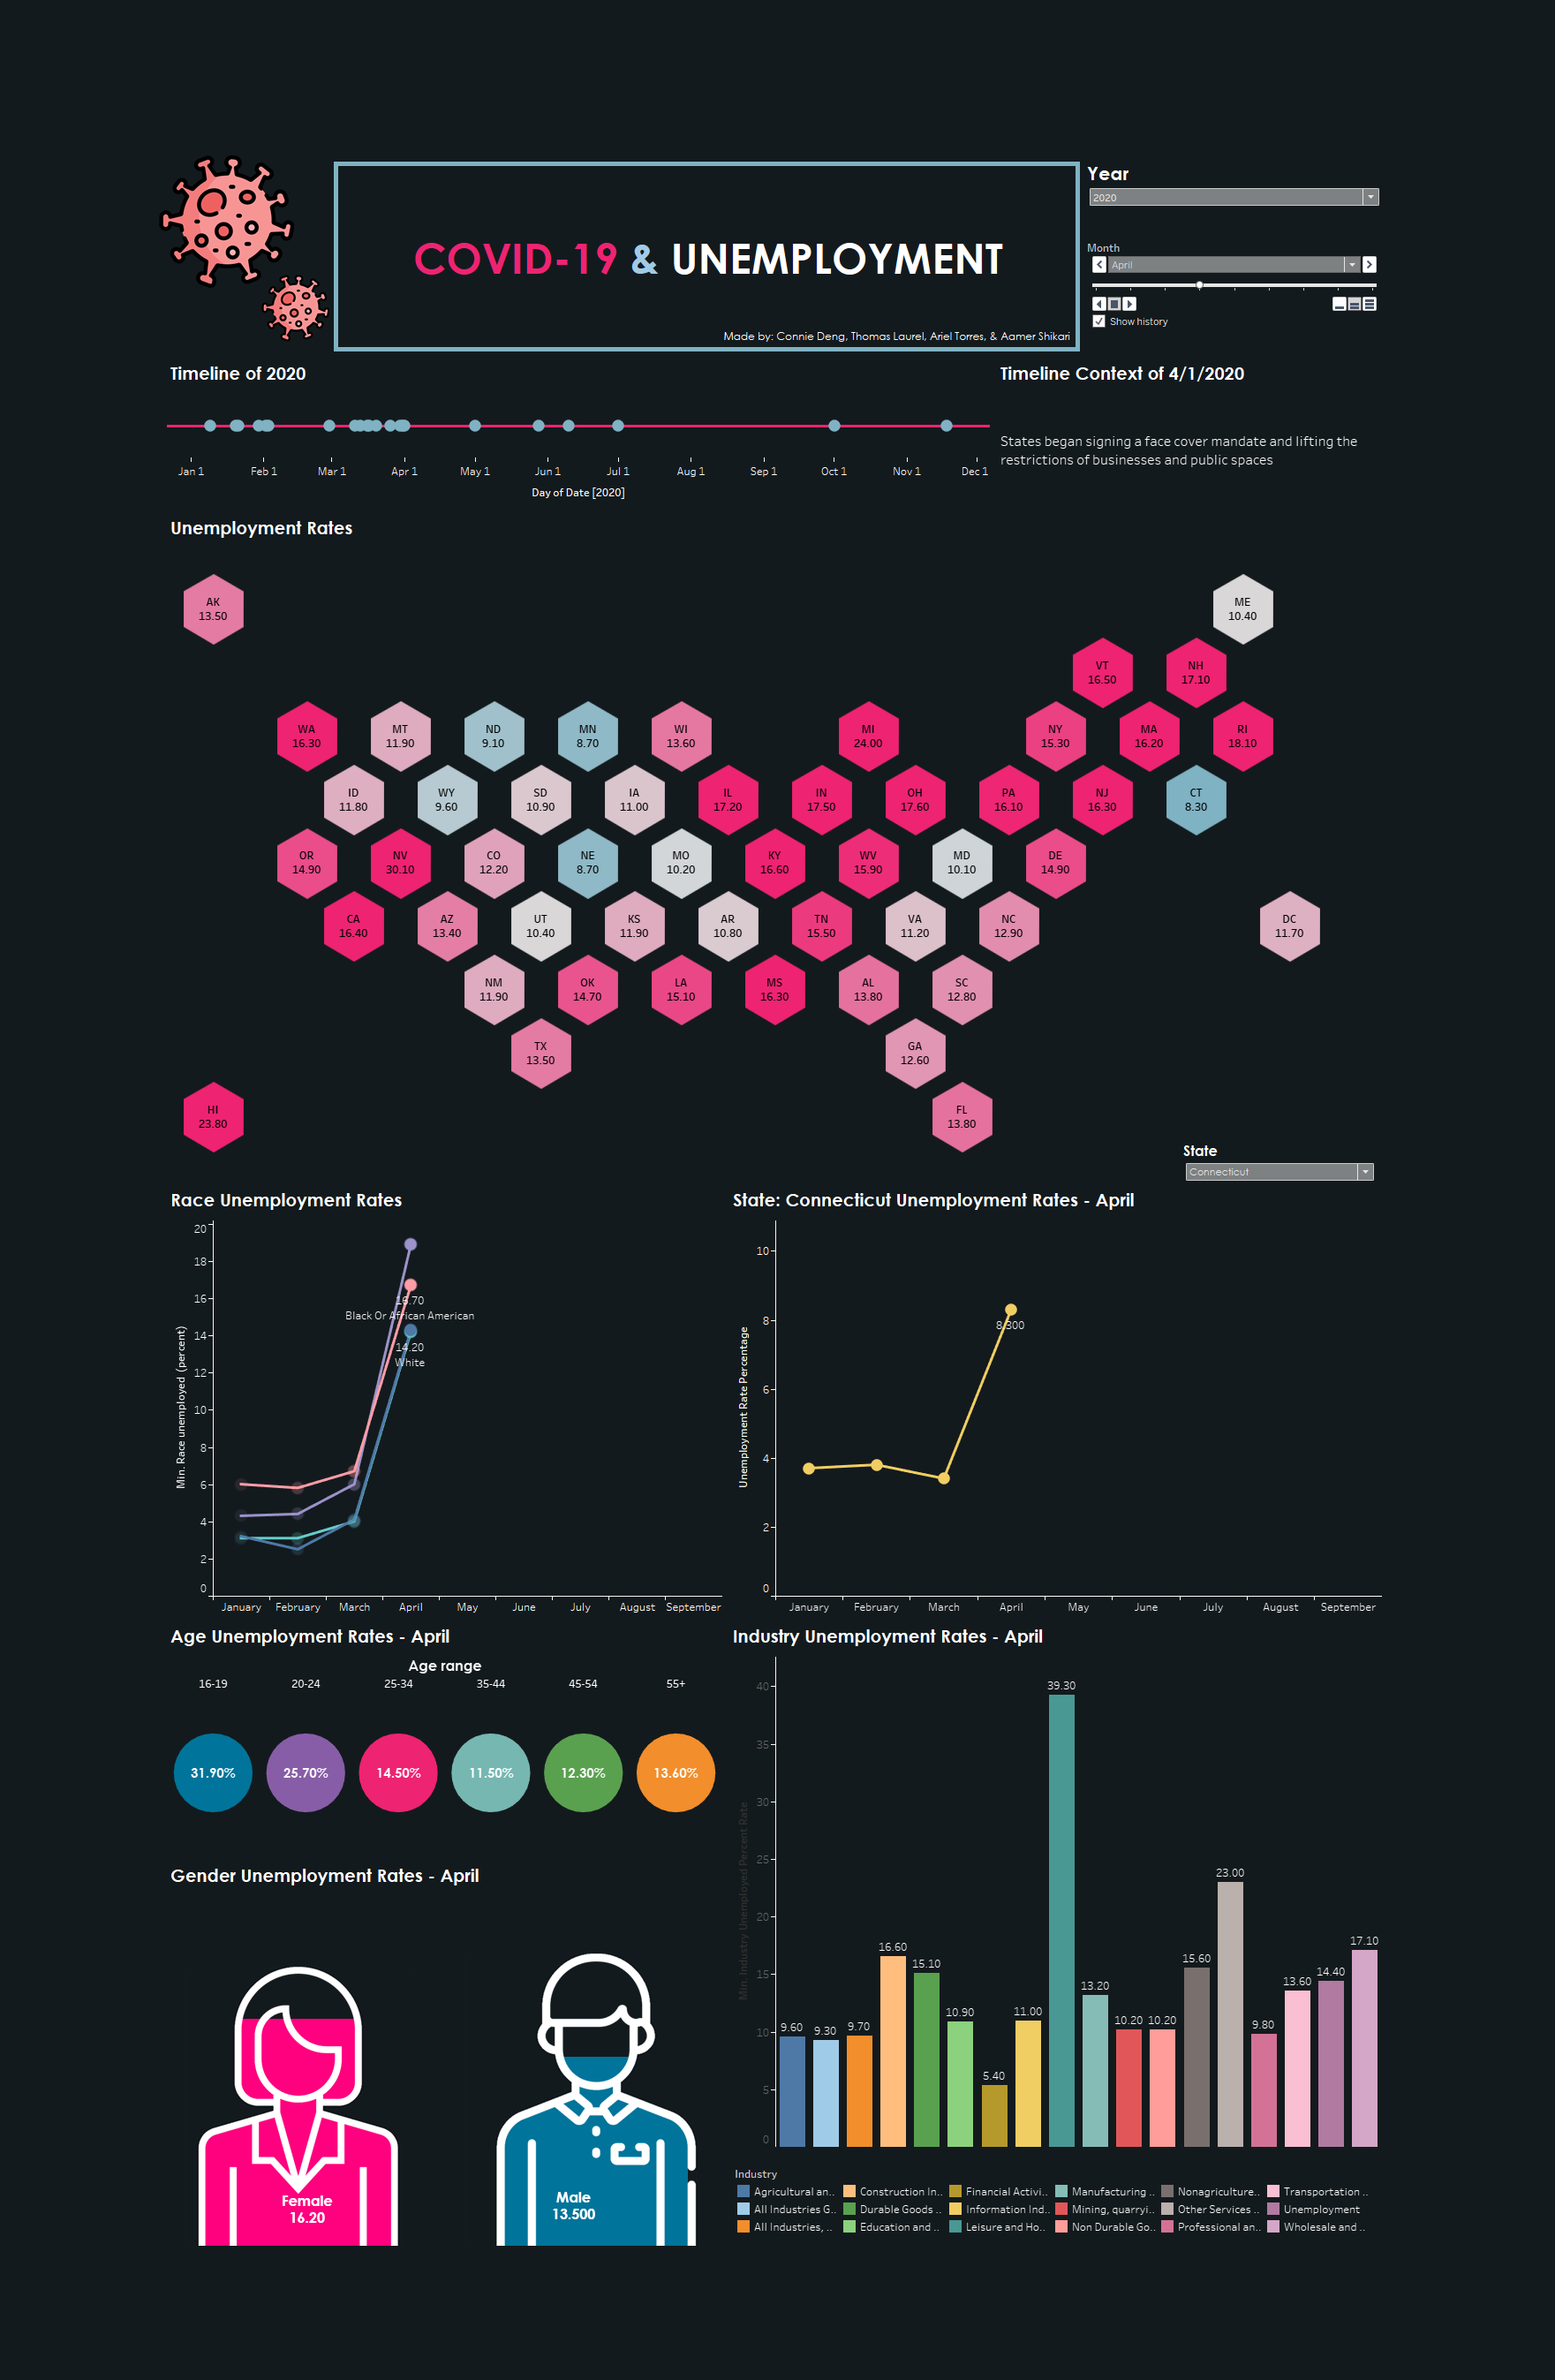 COVID-19 & UNEMPLOYMENT
Made by: Connie Deng, Thomas Laurel, Ariel Torres, & Aamer Shikari
Year
2020
Month
April
Show history
Timeline of 2020
Jan 1 Feb 1 Mar 1 Apr 1 May 1 Jun 1 Jul 1 Aug 1 Sep 1 Oct 1 Nov 1 Dec 1
Day of Date [2020]
Timeline Context of 4/1/2020
States began signing a face cover mandate and lifting the
restrictions of businesses and public spaces
Unemployment Rates
AK
13.50
ME
10.40
VT
16.50
NH
17.10
WA
16.30
MT
11.90
ND
9.10
MN
8.70
WI
13.60
MI
24.00
NY
15.30
MA
16.20
RI
18.10
ID
11.80
WY
9.60
SD
10.90
IA
11.00
IL
17.20
IN
17.50
OH
17.60
PA
16.10
NJ
16.30
CT
8.30
OR
14.90
NV
30.10
CO
12.20
NE
8.70
MO
10.20
KY
16.60
WV
15.90
MD
10.10
DE
14.90
CA
16.40
AZ
13.40
UT
10.40
KS
11.90
AR
10.80
TN
15.50
VA
11.20
NC
12.90
DC
11.70
NM
11.90
OK
14.70
LA
15.10
MS
16.30
AL
13.80
SC
12.80
TX
13.50
GA
12.60
HI
23.80
FL
13.80
State
Connecticut
Race Unemployment Rates
Min. Race unemployed (percent)
20
18
16
14
12
10
8
6
4
2
0
16.70
Black Or African American
14.20
White
January February March April May June July August September
State: Connecticut Unemployment Rates - April
Unemployment Rate Percentage
10
8
6
4
2
0
8.300
January February March April May June July August September
Age Unemployment Rates - April
Age range
16-19 20-24 25-34 35-44 45-54 55+
31.90% 25.70% 14.50% 11.50% 12.30% 13.60%
Gender Unemployment Rates - April
Female
16.20
Male
13.500
Industry Unemployment Rates - April
Min. Industry Unemployed Percent Rate
40
35
30
25
20
15
10
5
0
9.60 9.30 9.70 16.60 15.10 10.90 5.40 11.00 39.30 13.20 10.20 10.20 15.60 23.00 9.80 13.60 14.40 17.10
Industry
Agricultural an.. Construction In.. Financial Activi.. Manufacturing .. Nonagriculture.. Transportation ..
All Industries G.. Durable Goods .. Information Ind.. Mining, quarryi.. Other Services .. Unemployment
All Industries, .. Education and .. Leisure and Ho.. Non Durable Go.. Professional an.. Wholesale and ..